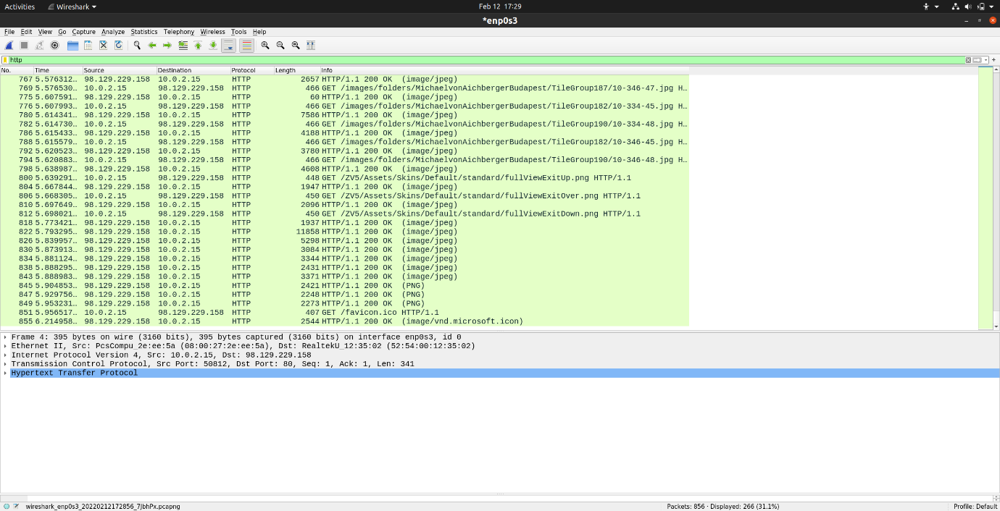 Activities Wireshark Feb 12 17:29
*enp0s3
File Edit View Go Capture Analyze Statistics Telephony Wireless Tools Help
http
No. Time Source Destination Protocol Length Info
767 5.576312… 98.129.229.158 10.0.2.15 HTTP 2657 HTTP/1.1 200 OK (image/jpeg)
769 5.576530… 10.0.2.15 98.129.229.158 HTTP 466 GET /images/folders/MichaelvonAichbergerBudapest/TileGroup187/10-346-47.jpg H…
775 5.607591… 98.129.229.158 10.0.2.15 HTTP 60 HTTP/1.1 200 OK (image/jpeg)
776 5.607993… 10.0.2.15 98.129.229.158 HTTP 466 GET /images/folders/MichaelvonAichbergerBudapest/TileGroup182/10-334-45.jpg H…
780 5.614341… 98.129.229.158 10.0.2.15 HTTP 7586 HTTP/1.1 200 OK (image/jpeg)
782 5.614730… 10.0.2.15 98.129.229.158 HTTP 466 GET /images/folders/MichaelvonAichbergerBudapest/TileGroup190/10-334-48.jpg H…
786 5.615433… 98.129.229.158 10.0.2.15 HTTP 4188 HTTP/1.1 200 OK (image/jpeg)
788 5.615579… 10.0.2.15 98.129.229.158 HTTP 466 GET /images/folders/MichaelvonAichbergerBudapest/TileGroup182/10-346-45.jpg H…
792 5.620523… 98.129.229.158 10.0.2.15 HTTP 3780 HTTP/1.1 200 OK (image/jpeg)
794 5.620883… 10.0.2.15 98.129.229.158 HTTP 466 GET /images/folders/MichaelvonAichbergerBudapest/TileGroup190/10-346-48.jpg H…
798 5.638987… 98.129.229.158 10.0.2.15 HTTP 4608 HTTP/1.1 200 OK (image/jpeg)
800 5.639291… 10.0.2.15 98.129.229.158 HTTP 448 GET /ZV5/Assets/Skins/Default/standard/fullViewExitUp.png HTTP/1.1
804 5.667844… 98.129.229.158 10.0.2.15 HTTP 1947 HTTP/1.1 200 OK (image/jpeg)
806 5.668305… 10.0.2.15 98.129.229.158 HTTP 450 GET /ZV5/Assets/Skins/Default/standard/fullViewExitOver.png HTTP/1.1
810 5.697649… 98.129.229.158 10.0.2.15 HTTP 2096 HTTP/1.1 200 OK (image/jpeg)
812 5.698021… 10.0.2.15 98.129.229.158 HTTP 450 GET /ZV5/Assets/Skins/Default/standard/fullViewExitDown.png HTTP/1.1
818 5.773421… 98.129.229.158 10.0.2.15 HTTP 1937 HTTP/1.1 200 OK (image/jpeg)
822 5.793295… 98.129.229.158 10.0.2.15 HTTP 11858 HTTP/1.1 200 OK (image/jpeg)
826 5.839957… 98.129.229.158 10.0.2.15 HTTP 5298 HTTP/1.1 200 OK (image/jpeg)
830 5.873913… 98.129.229.158 10.0.2.15 HTTP 3084 HTTP/1.1 200 OK (image/jpeg)
834 5.881124… 98.129.229.158 10.0.2.15 HTTP 3344 HTTP/1.1 200 OK (image/jpeg)
838 5.888295… 98.129.229.158 10.0.2.15 HTTP 2431 HTTP/1.1 200 OK (image/jpeg)
843 5.888983… 98.129.229.158 10.0.2.15 HTTP 3371 HTTP/1.1 200 OK (image/jpeg)
845 5.904853… 98.129.229.158 10.0.2.15 HTTP 2421 HTTP/1.1 200 OK (PNG)
847 5.929756… 98.129.229.158 10.0.2.15 HTTP 2248 HTTP/1.1 200 OK (PNG)
849 5.953231… 98.129.229.158 10.0.2.15 HTTP 2273 HTTP/1.1 200 OK (PNG)
851 5.956517… 10.0.2.15 98.129.229.158 HTTP 407 GET /favicon.ico HTTP/1.1
855 6.214958… 98.129.229.158 10.0.2.15 HTTP 2544 HTTP/1.1 200 OK (image/vnd.microsoft.icon)
Frame 4: 395 bytes on wire (3160 bits), 395 bytes captured (3160 bits) on interface enp0s3, id 0
Ethernet II, Src: PcsCompu_2e:ee:5a (08:00:27:2e:ee:5a), Dst: RealtekU_12:35:02 (52:54:00:12:35:02)
Internet Protocol Version 4, Src: 10.0.2.15, Dst: 98.129.229.158
Transmission Control Protocol, Src Port: 50812, Dst Port: 80, Seq: 1, Ack: 1, Len: 341
Hypertext Transfer Protocol
wireshark_enp0s3_20220212172856_7JbhPx.pcapng Packets: 856 · Displayed: 266 (31.1%) Profile: Default